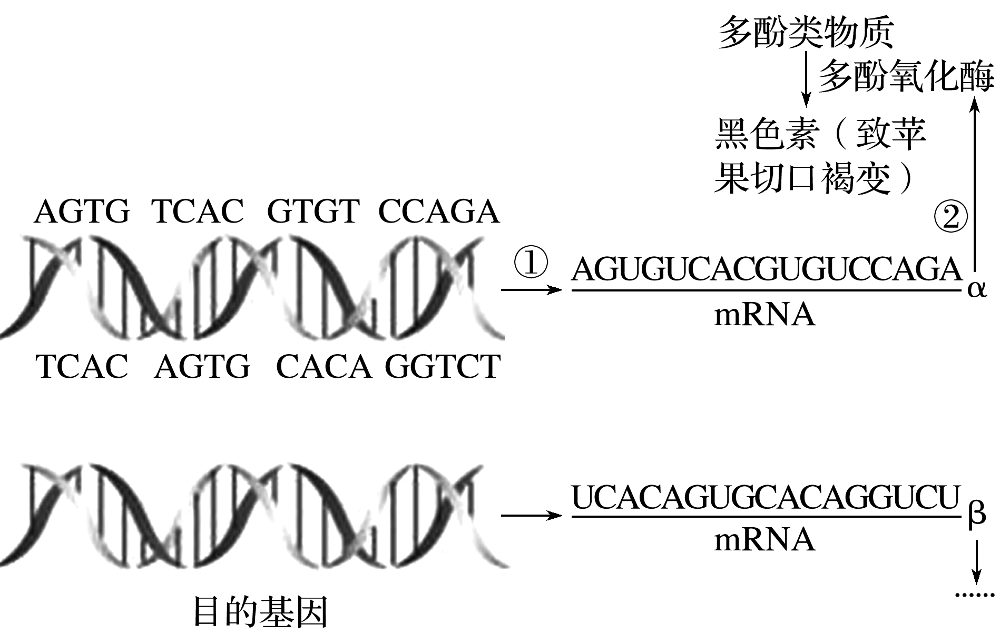 多酚类物质
多酚氧化酶
黑色素（致苹
果切口褐变）
②
AGTG TCAC GTGT CCAGA
①
AGUGUCACGUGUCCAGA
α
mRNA
TCAC AGTG CACA GGTCT
UCACAGUGCACAGGUCU
β
mRNA
······
目的基因